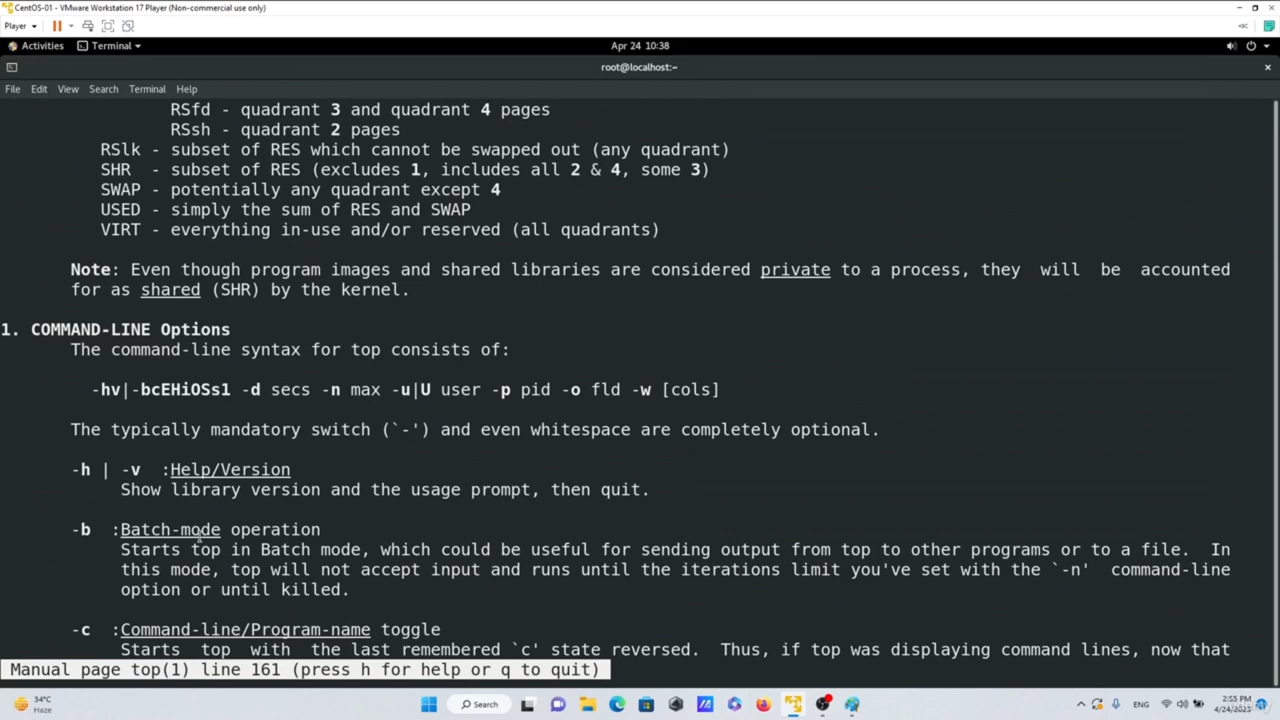 CentOS-01 - VMware Workstation 17 Player (Non-commercial use only)
Player
Activities Terminal Apr 24 10:38
root@localhost:~
File Edit View Search Terminal Help
RSfd - quadrant 3 and quadrant 4 pages
RSsh - quadrant 2 pages
RSlk - subset of RES which cannot be swapped out (any quadrant)
SHR - subset of RES (excludes 1, includes all 2 & 4, some 3)
SWAP - potentially any quadrant except 4
USED - simply the sum of RES and SWAP
VIRT - everything in-use and/or reserved (all quadrants)
Note: Even though program images and shared libraries are considered private to a process, they will be accounted
for as shared (SHR) by the kernel.
1. COMMAND-LINE Options
The command-line syntax for top consists of:
-hv|-bcEHiOSs1 -d secs -n max -u|U user -p pid -o fld -w [cols]
The typically mandatory switch (`-') and even whitespace are completely optional.
-h | -v :Help/Version
Show library version and the usage prompt, then quit.
-b :Batch-mode operation
Starts top in Batch mode, which could be useful for sending output from top to other programs or to a file. In
this mode, top will not accept input and runs until the iterations limit you've set with the `-n' command-line
option or until killed.
-c :Command-line/Program-name toggle
Starts top with the last remembered `c' state reversed. Thus, if top was displaying command lines, now that
Manual page top(1) line 161 (press h for help or q to quit)
34°C
Haze
Search
ENG
2:55 PM
4/24/2023